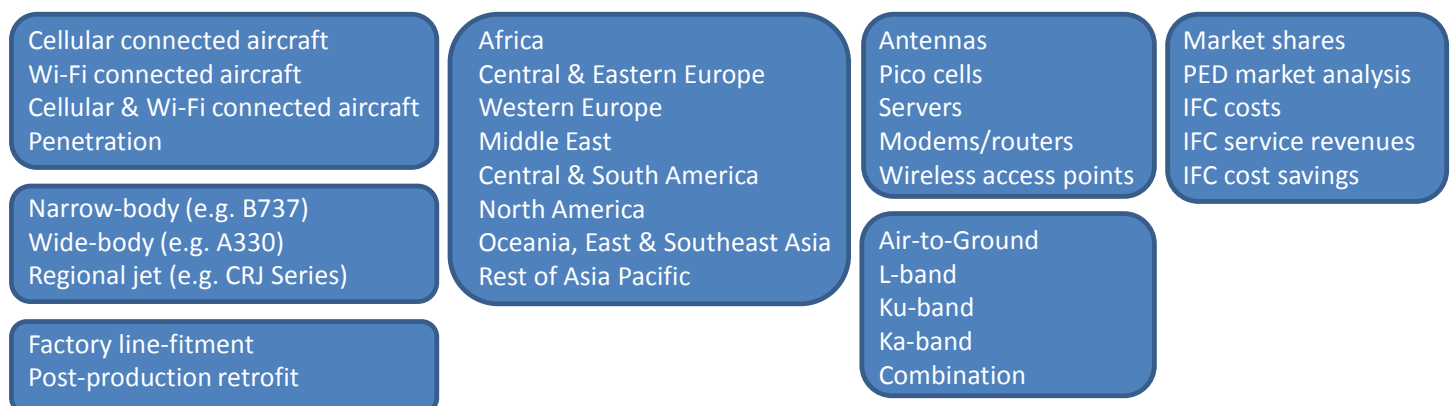 Cellular connected aircraft
Wi-Fi connected aircraft
Cellular & Wi-Fi connected aircraft
Penetration
Narrow-body (e.g. B737)
Wide-body (e.g. A330)
Regional jet (e.g. CRJ Series)
Factory line-fitment
Post-production retrofit
Africa
Central & Eastern Europe
Western Europe
Middle East
Central & South America
North America
Oceania, East & Southeast Asia
Rest of Asia Pacific
Antennas
Pico cells
Servers
Modems/routers
Wireless access points
Air-to-Ground
L-band
Ku-band
Ka-band
Combination
Market shares
PED market analysis
IFC costs
IFC service revenues
IFC cost savings